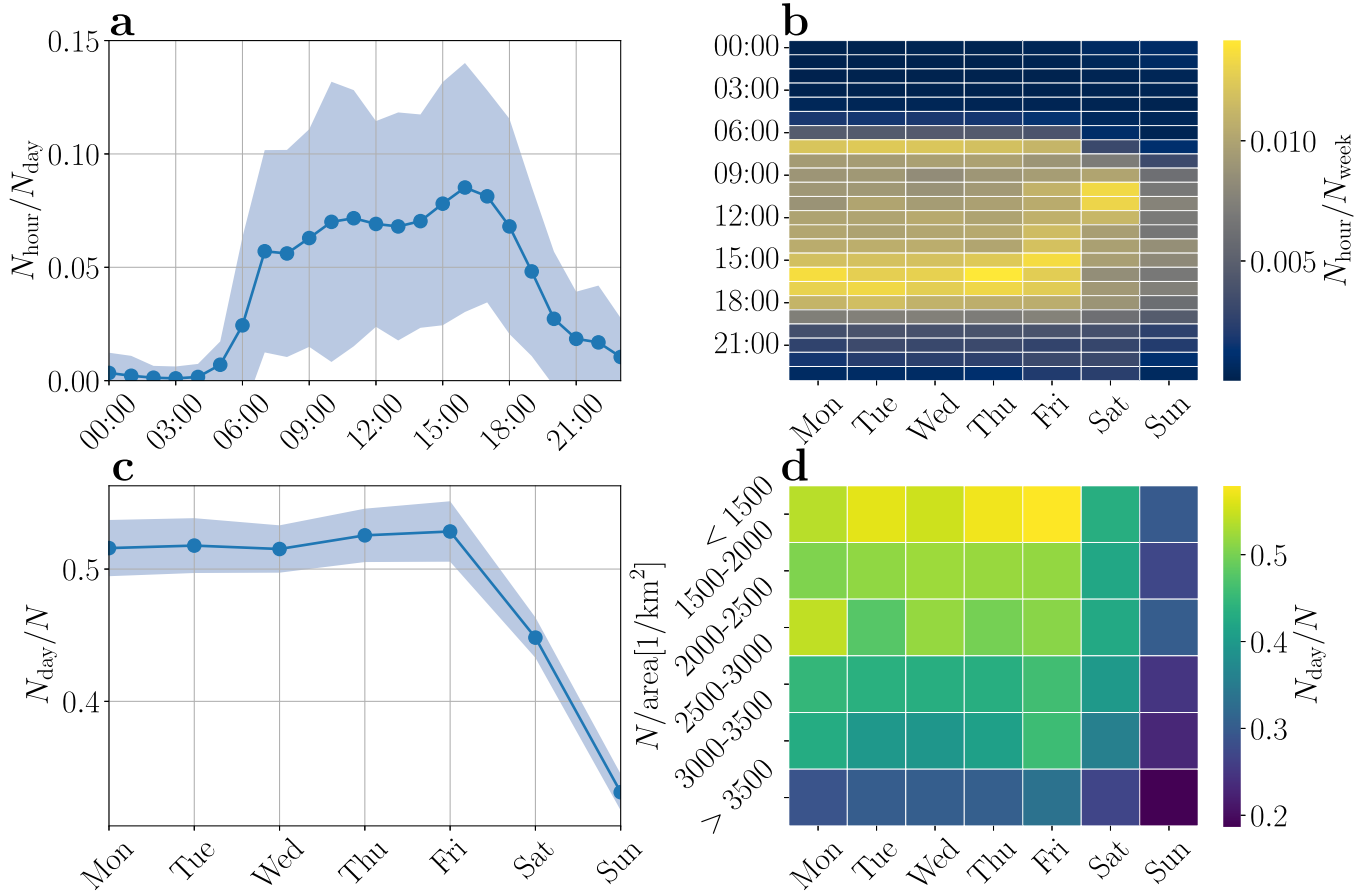 a
0.15
0.10
0.05
0.00
N_hour/N_day
00:00
03:00
06:00
09:00
12:00
15:00
18:00
21:00
b
00:00
03:00
06:00
09:00
12:00
15:00
18:00
21:00
Mon
Tue
Wed
Thu
Fri
Sat
Sun
0.010
0.005
N_hour/N_week
c
0.5
0.4
N_day/N
Mon
Tue
Wed
Thu
Fri
Sat
Sun
d
N/area[1/km²]
< 1500
1500-2000
2000-2500
2500-3000
3000-3500
> 3500
Mon
Tue
Wed
Thu
Fri
Sat
Sun
0.5
0.4
0.3
0.2
N_day/N